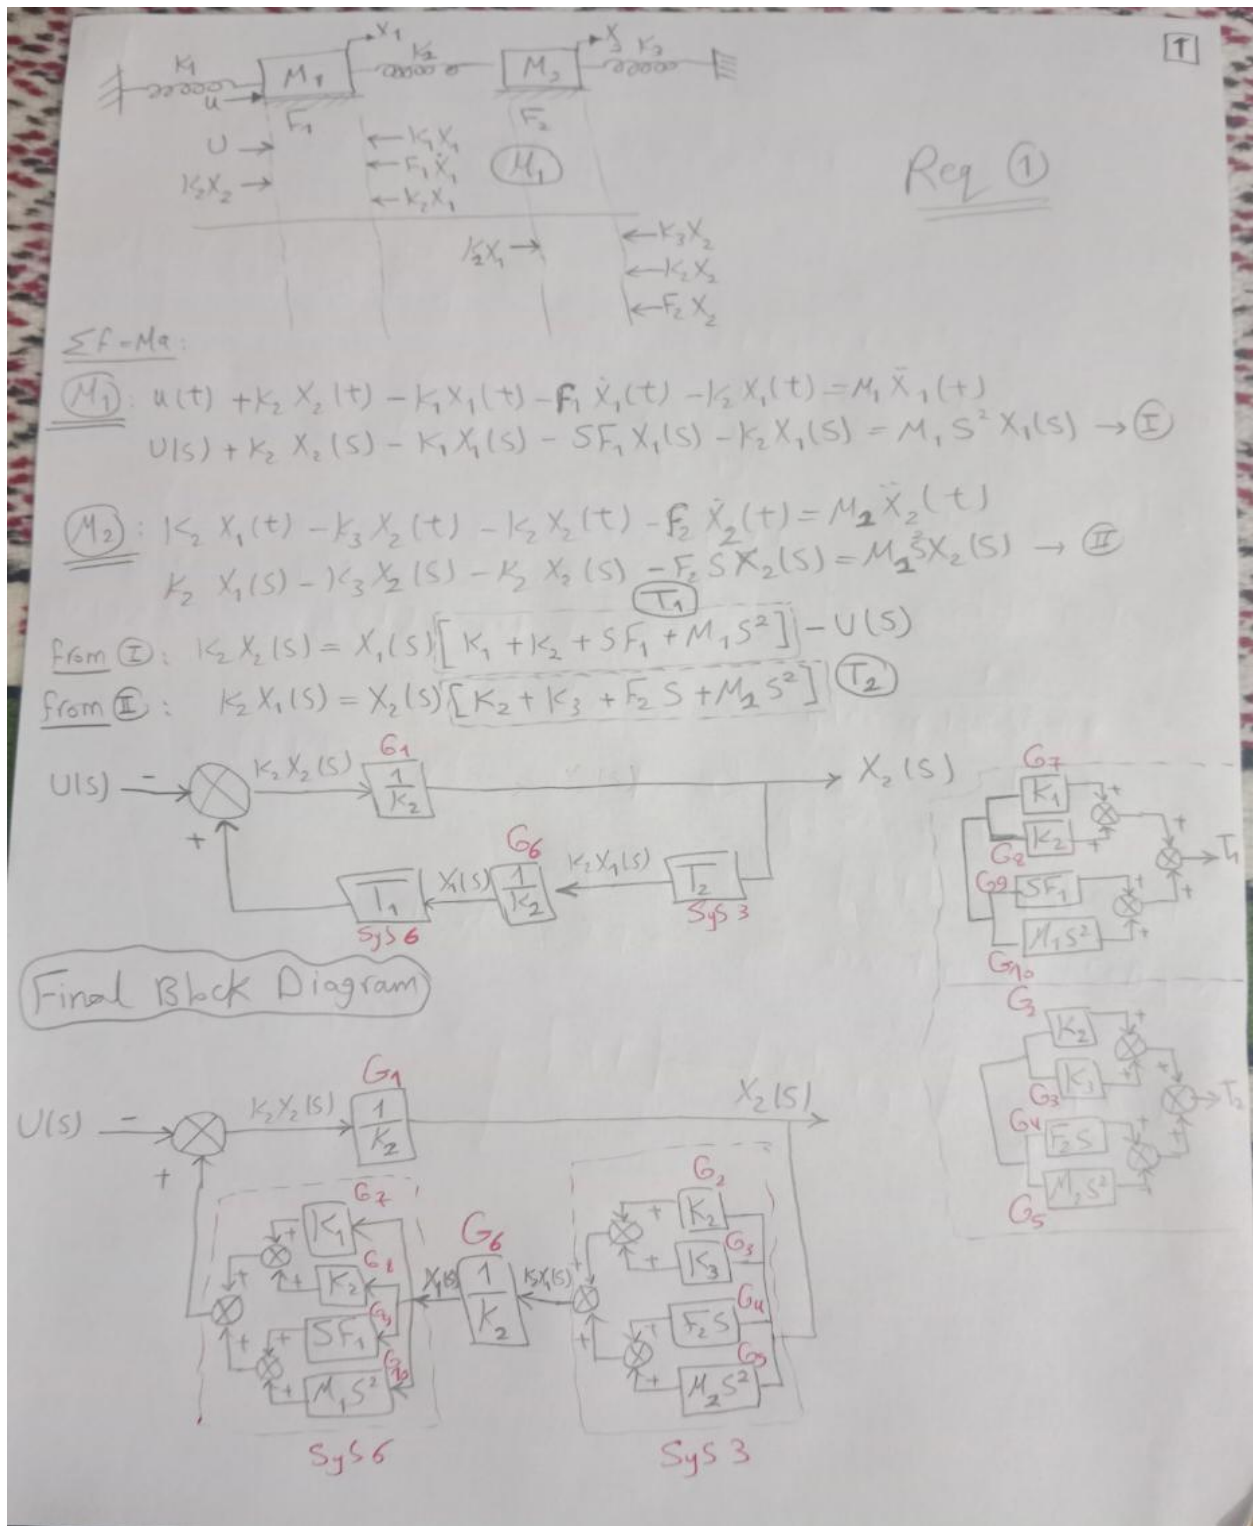 1
K₁ X₁ K₂ X₂ K₃
M₁ M₂
u F₁ F₂
Req ①
U → ← K₁X₁
← F₁Ẋ₁ M₁
K₂X₂ → ← K₂X₁
K₂X₁ → ← K₃X₂
← K₂X₂
← F₂X₂
Σf=Ma:
M₁: u(t) + K₂ X₂(t) - K₁X₁(t) - F₁ Ẋ₁(t) - K₂ X₁(t) = M₁ Ẍ₁(t)
U(s) + K₂ X₂(s) - K₁X₁(s) - SF₁ X₁(s) - K₂ X₁(s) = M₁ S² X₁(s) → Ⅰ
M₂: K₂ X₁(t) - K₃ X₂(t) - K₂ X₂(t) - F₂ Ẋ₂(t) = M₂ Ẍ₂(t)
K₂ X₁(s) - K₃ X₂(s) - K₂ X₂(s) - F₂ S X₂(s) = M₂S²X₂(s) → Ⅱ
T₁
from Ⅰ: K₂ X₂(s) = X₁(s) [K₁ + K₂ + SF₁ + M₁S²] - U(s)
from Ⅱ: K₂ X₁(s) = X₂(s) [K₂ + K₃ + F₂ S + M₂ S²] T₂
G₁
U(s) - K₂X₂(s) 1/K₂ X₂(s)
+
T₁ X₁(s) G₆ 1/K₂ K₂X₁(s) T₂
Sys 6 Sys 3
G₇
K₁ +
K₂ + +
G₈
G₉ SF₁ + + T₁
M₁S² +
G₁₀
G₂
K₂ +
G₃ K₁ + +
G₄ F₂S + + T₂
M₂S² +
G₅
Final Block Diagram
G₁
U(s) - K₂X₂(s) 1/K₂ X₂(s)
+
G₇ K₁ +
G₈ K₂ + +
G₉ SF₁ + +
G₁₀ M₁S² +
X₁(s) G₆ 1/K₂ K₂X₁(s)
G₂ K₂ +
G₃ K₃ + +
G₄ F₂S + +
G₅ M₂S² +
Sys 6 Sys 3